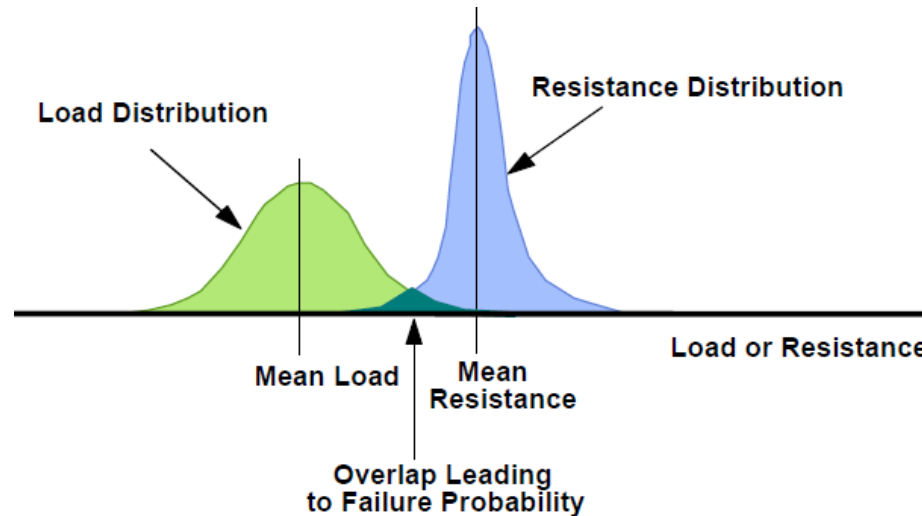 Load Distribution
Resistance Distribution
Load or Resistance
Mean Load
Mean
Resistance
Overlap Leading
to Failure Probability